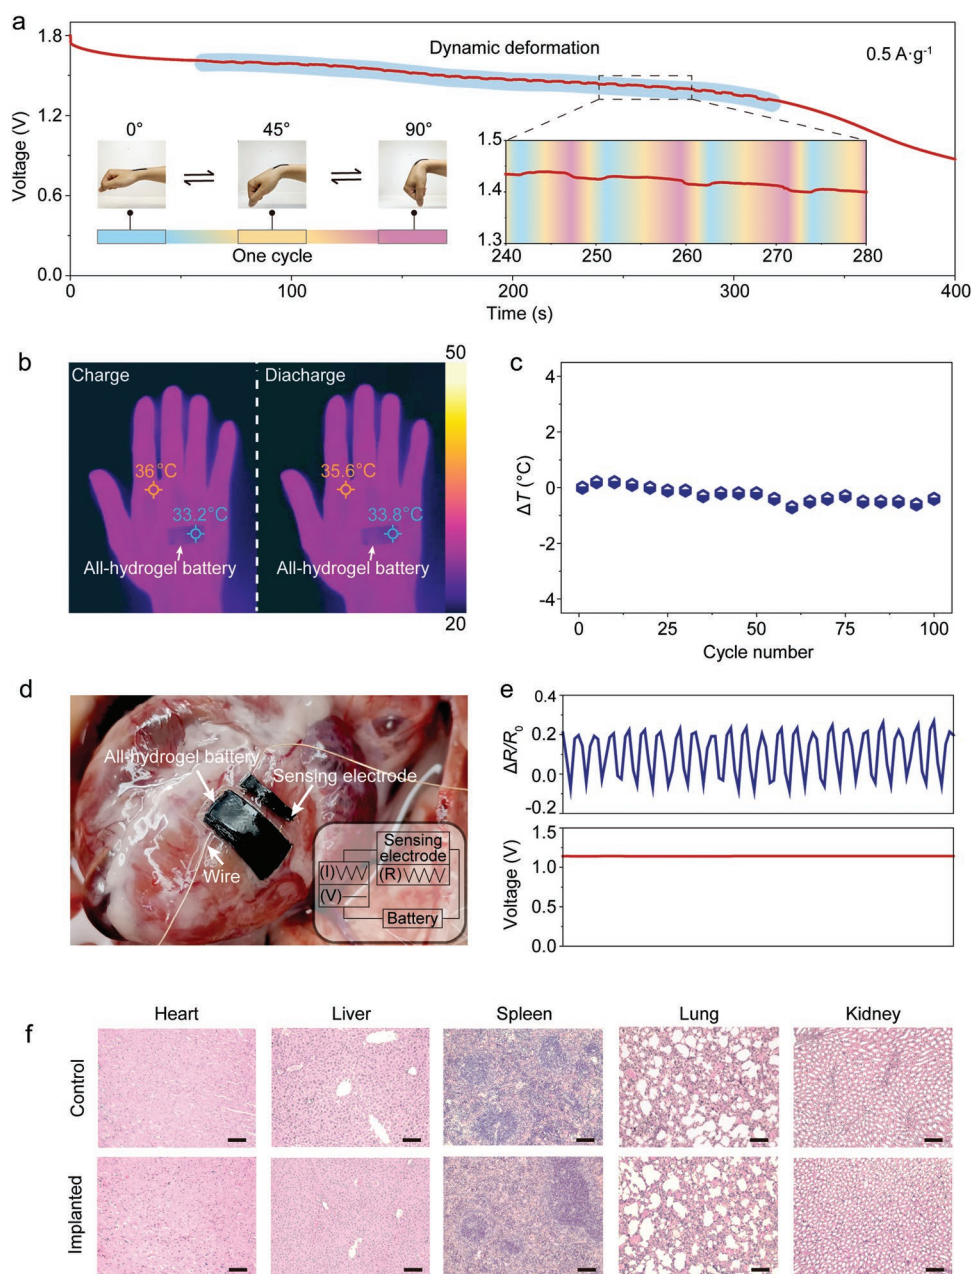 a
1.8
1.2
0.6
0.0
Voltage (V)
Dynamic deformation
0.5 A·g⁻¹
0°
45°
90°
One cycle
1.5
1.4
1.3
240
250
260
270
280
0
100
200
300
400
Time (s)
b
Charge
Diacharge
50
20
36°C
33.2°C
All-hydrogel battery
35.6°C
33.8°C
All-hydrogel battery
c
4
2
0
-2
-4
ΔT (°C)
0
25
50
75
100
Cycle number
d
All-hydrogel
battery
Sensing electrode
Wire
Sensing
electrode
(I)
(R)
(V)
Battery
e
0.4
0.2
0.0
-0.2
ΔR/R₀
1.5
1.0
0.5
0.0
Voltage (V)
f
Heart
Liver
Spleen
Lung
Kidney
Control
Implanted